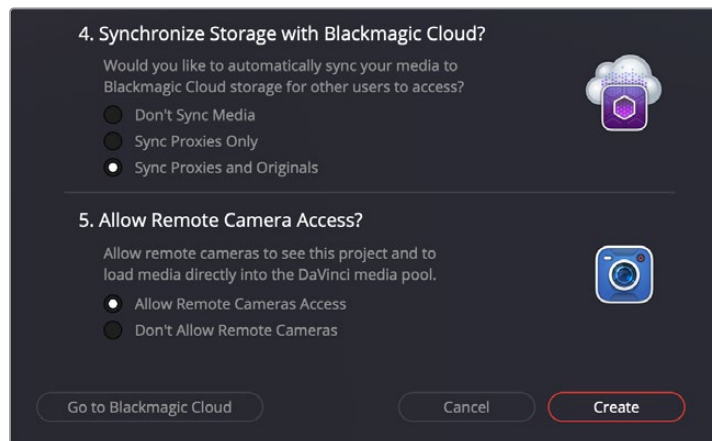 4. Synchronize Storage with Blackmagic Cloud?
Would you like to automatically sync your media to
Blackmagic Cloud storage for other users to access?
Don't Sync Media
Sync Proxies Only
Sync Proxies and Originals
5. Allow Remote Camera Access?
Allow remote cameras to see this project and to
load media directly into the DaVinci media pool.
Allow Remote Cameras Access
Don't Allow Remote Cameras
Go to Blackmagic Cloud
Cancel
Create